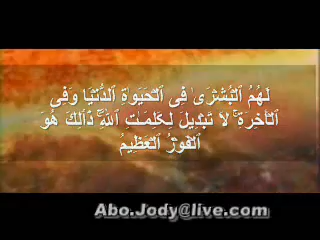 لَهُمُ ٱلْبُشْرَىٰ فِى ٱلْحَيَوٰةِ ٱلدُّنْيَا وَفِى
ٱلْـَٔاخِرَةِ ۚ لَا تَبْدِيلَ لِكَلِمَـٰتِ ٱللَّهِ ۚ ذَٰلِكَ هُوَ
ٱلْفَوْزُ ٱلْعَظِيمُ
Abo.Jody@live.com